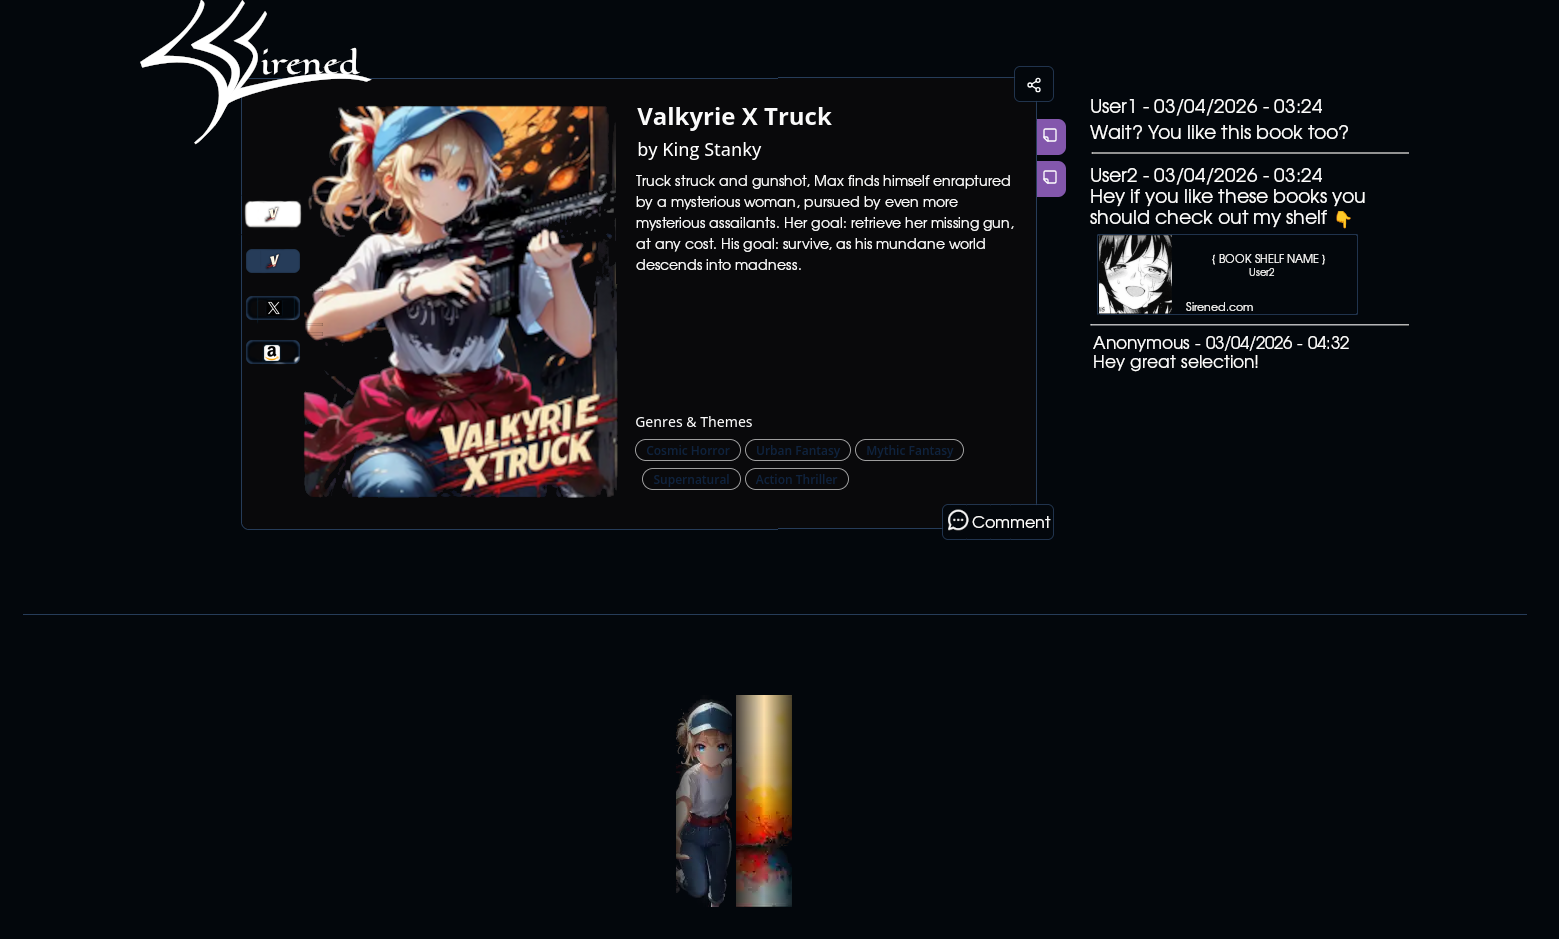 Sirened
Valkyrie X Truck
by King Stanky
Truck struck and gunshot, Max finds himself enraptured
by a mysterious woman, pursued by even more
mysterious assailants. Her goal: retrieve her missing gun,
at any cost. His goal: survive, as his mundane world
descends into madness.
VALKYRIE
X TRUCK
V
V
X
a
Genres & Themes
Cosmic Horror
Urban Fantasy
Mythic Fantasy
Supernatural
Action Thriller
Comment
User1 - 03/04/2026 - 03:24
Wait? You like this book too?
User2 - 03/04/2026 - 03:24
Hey if you like these books you
should check out my shelf 👇
{ BOOK SHELF NAME }
User2
Sirened.com
Anonymous - 03/04/2026 - 04:32
Hey great selection!